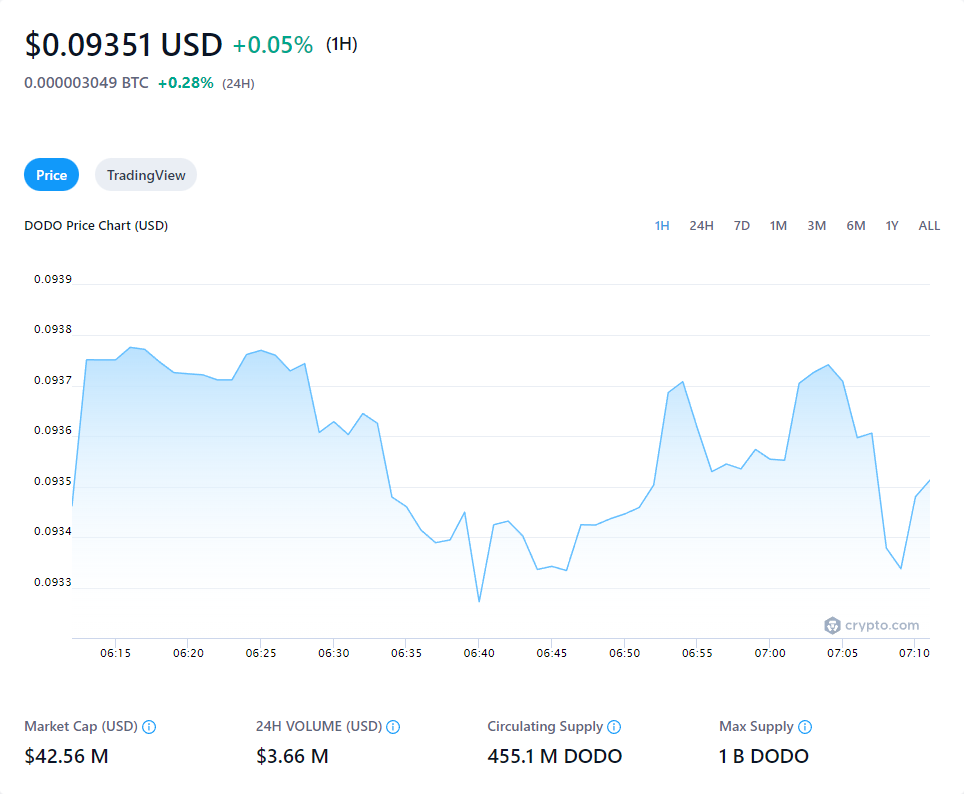 $0.09351 USD +0.05% (1H)
0.000003049 BTC +0.28% (24H)
Price TradingView
DODO Price Chart (USD) 1H 24H 7D 1M 3M 6M 1Y ALL
0.0939
0.0938
0.0937
0.0936
0.0935
0.0934
0.0933
crypto.com
06:15 06:20 06:25 06:30 06:35 06:40 06:45 06:50 06:55 07:00 07:05 07:10
Market Cap (USD) 24H VOLUME (USD) Circulating Supply Max Supply
$42.56 M $3.66 M 455.1 M DODO 1 B DODO